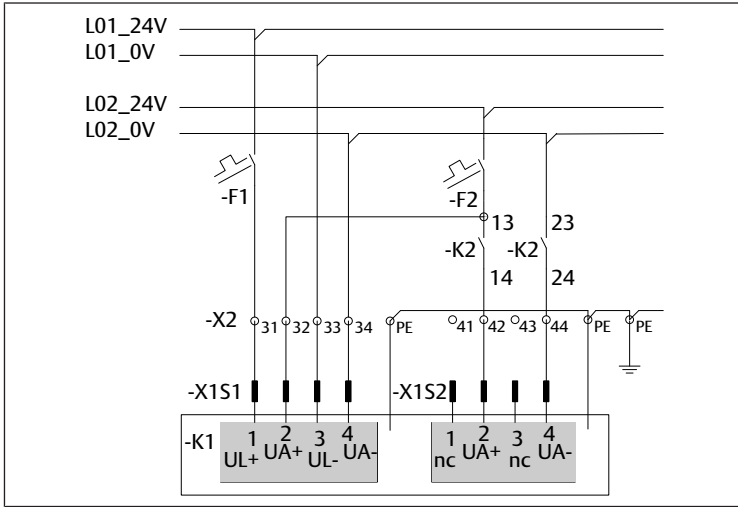 L01_24V
L01_0V
L02_24V
L02_0V
-F1
-F2
13
23
-K2
-K2
14
24
-X2
31
32
33
34
PE
41
42
43
44
PE
PE
-X1S1
-X1S2
-K1
1 2 3 4
UL+ UA+ UL- UA-
1 2 3 4
nc UA+ nc UA-